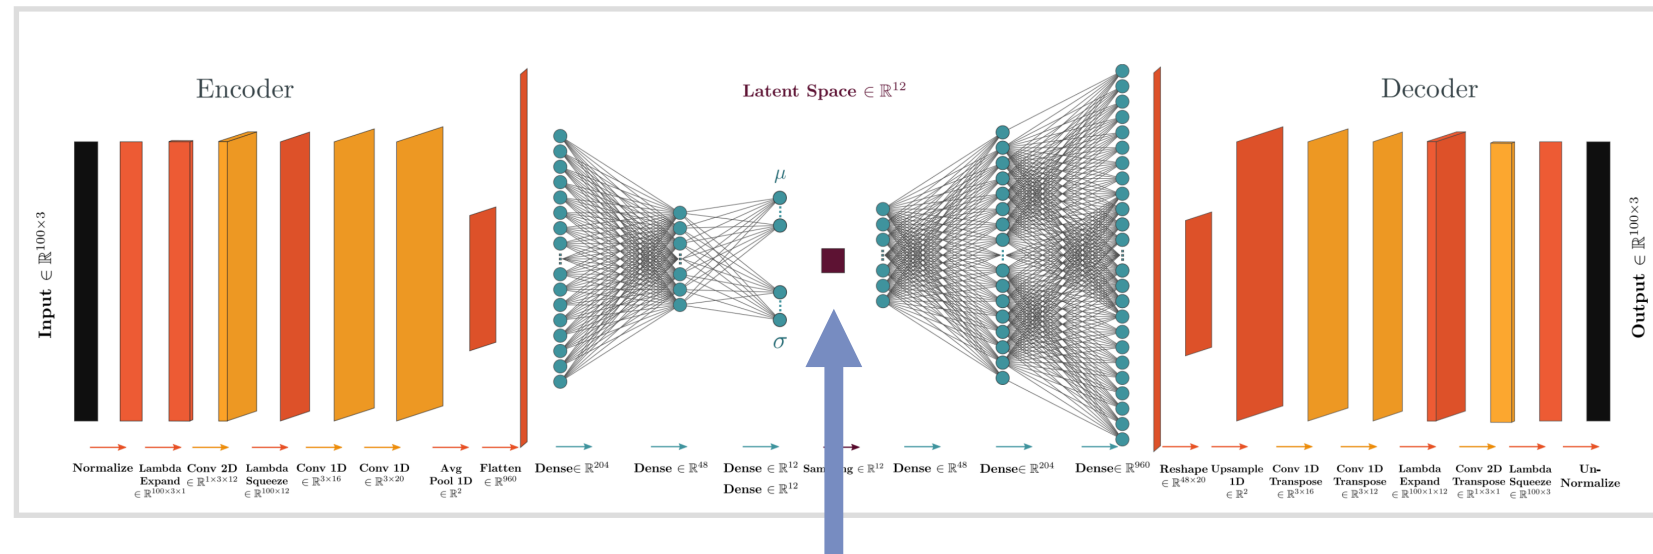 Encoder
Latent Space ∈ ℝ¹²
Decoder
Input ∈ ℝ¹⁰⁰ˣ³
μ
σ
Output ∈ ℝ¹⁰⁰ˣ³
Normalize
Lambda
Expand
∈ ℝ¹⁰⁰ˣ³ˣ¹
Conv 2D
∈ ℝ¹ˣ³ˣ¹²
Lambda
Squeeze
∈ ℝ¹⁰⁰ˣ¹²
Conv 1D
∈ ℝ³ˣ¹⁶
Conv 1D
∈ ℝ³ˣ²⁰
Avg
Pool 1D
∈ ℝ²
Flatten
∈ ℝ⁹⁶⁰
Dense∈ ℝ²⁰⁴
Dense ∈ ℝ⁴⁸
Dense ∈ ℝ¹²
Dense ∈ ℝ¹²
∈ ℝ¹²
Dense ∈ ℝ⁴⁸
Dense∈ ℝ²⁰⁴
Dense∈ ℝ⁹⁶⁰
Reshape
∈ ℝ⁴⁸ˣ²⁰
Upsample
1D
∈ ℝ²
Conv 1D
Transpose
∈ ℝ³ˣ¹⁶
Conv 1D
Transpose
∈ ℝ³ˣ¹²
Lambda
Expand
∈ ℝ¹⁰⁰ˣ¹ˣ¹²
Conv 2D
Transpose
∈ ℝ¹ˣ³ˣ¹
Lambda
Squeeze
∈ ℝ¹⁰⁰ˣ³
Un-
Normalize